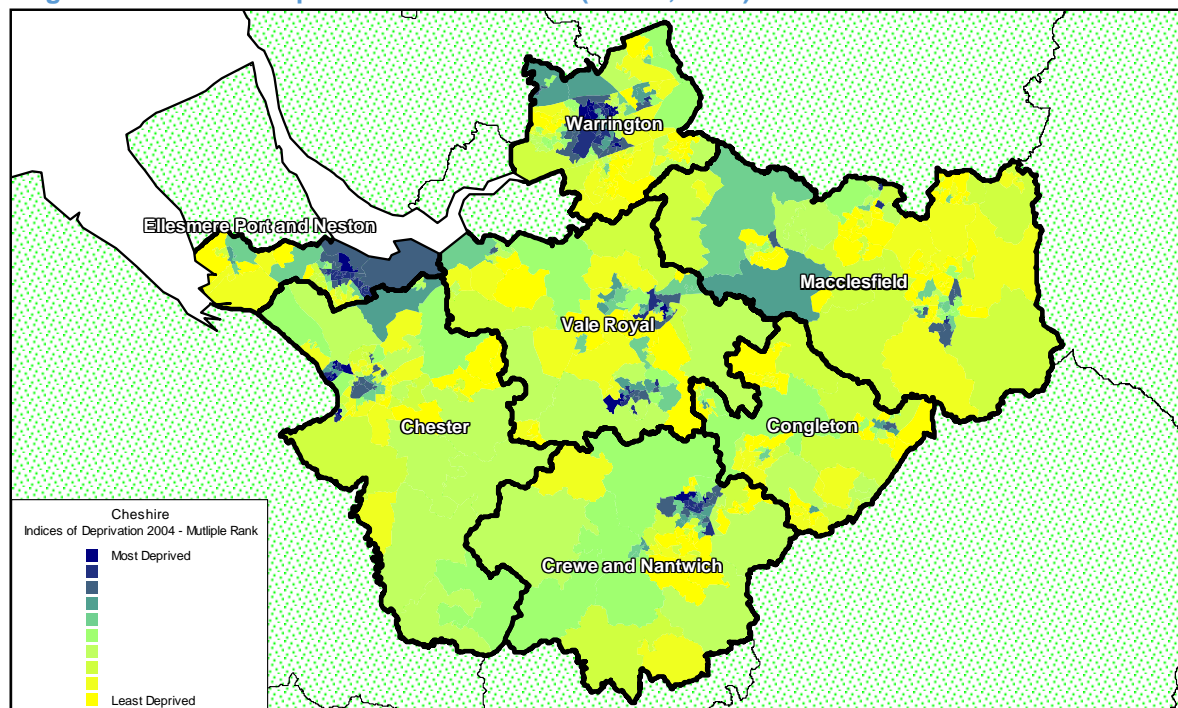 Warrington
Ellesmere Port and Neston
Macclesfield
Vale Royal
Chester
Congleton
Crewe and Nantwich
Cheshire
Indices of Deprivation 2004 - Mutliple Rank
Most Deprived
Least Deprived